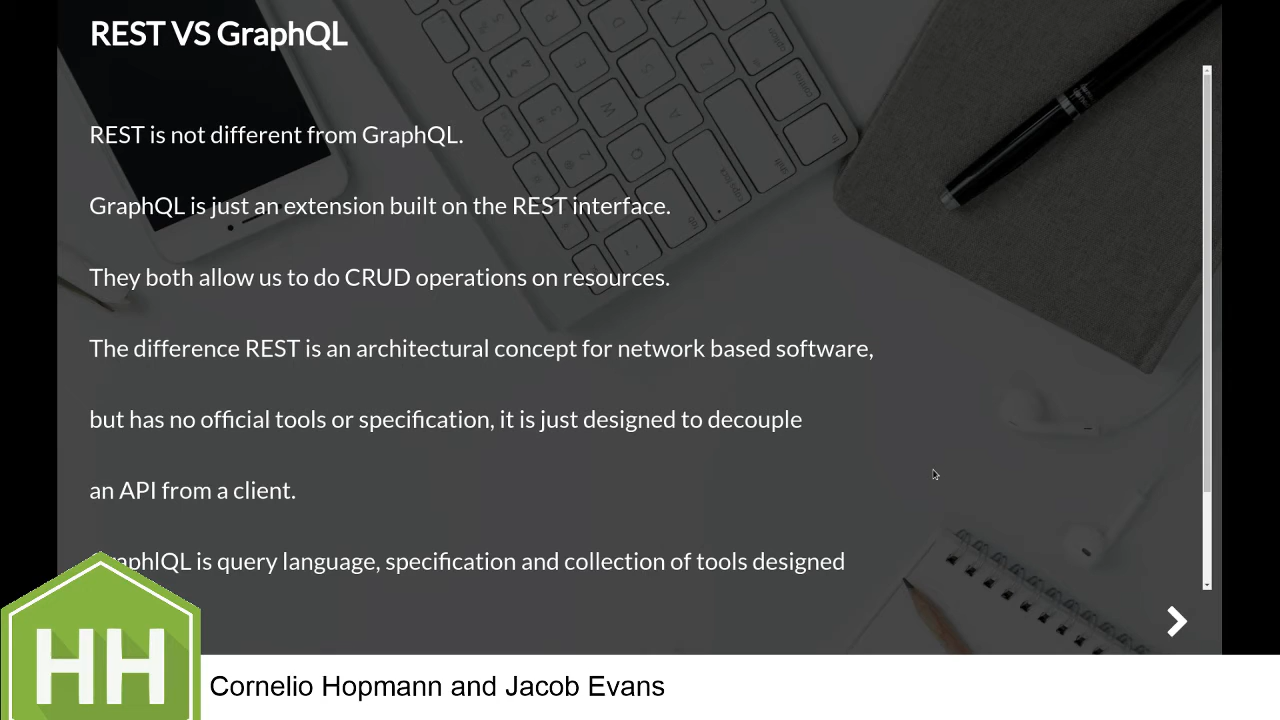 REST VS GraphQL
REST is not different from GraphQL.
GraphQL is just an extension built on the REST interface.
They both allow us to do CRUD operations on resources.
The difference REST is an architectural concept for network based software,
but has no official tools or specification, it is just designed to decouple
an API from a client.
GraphlQL is query language, specification and collection of tools designed
HH
Cornelio Hopmann and Jacob Evans